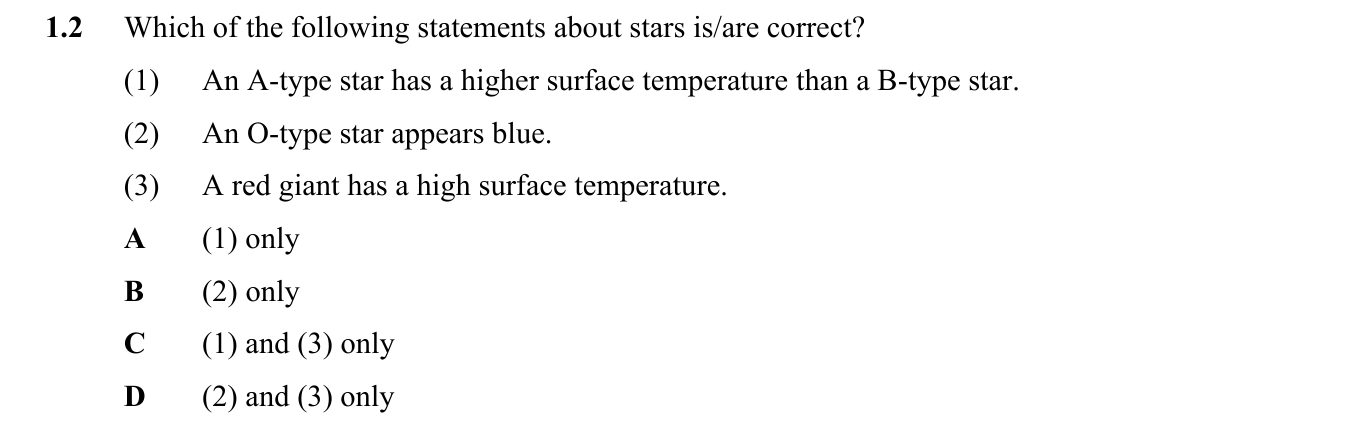 1.2 Which of the following statements about stars is/are correct?
(1) An A-type star has a higher surface temperature than a B-type star.
(2) An O-type star appears blue.
(3) A red giant has a high surface temperature.
A (1) only
B (2) only
C (1) and (3) only
D (2) and (3) only